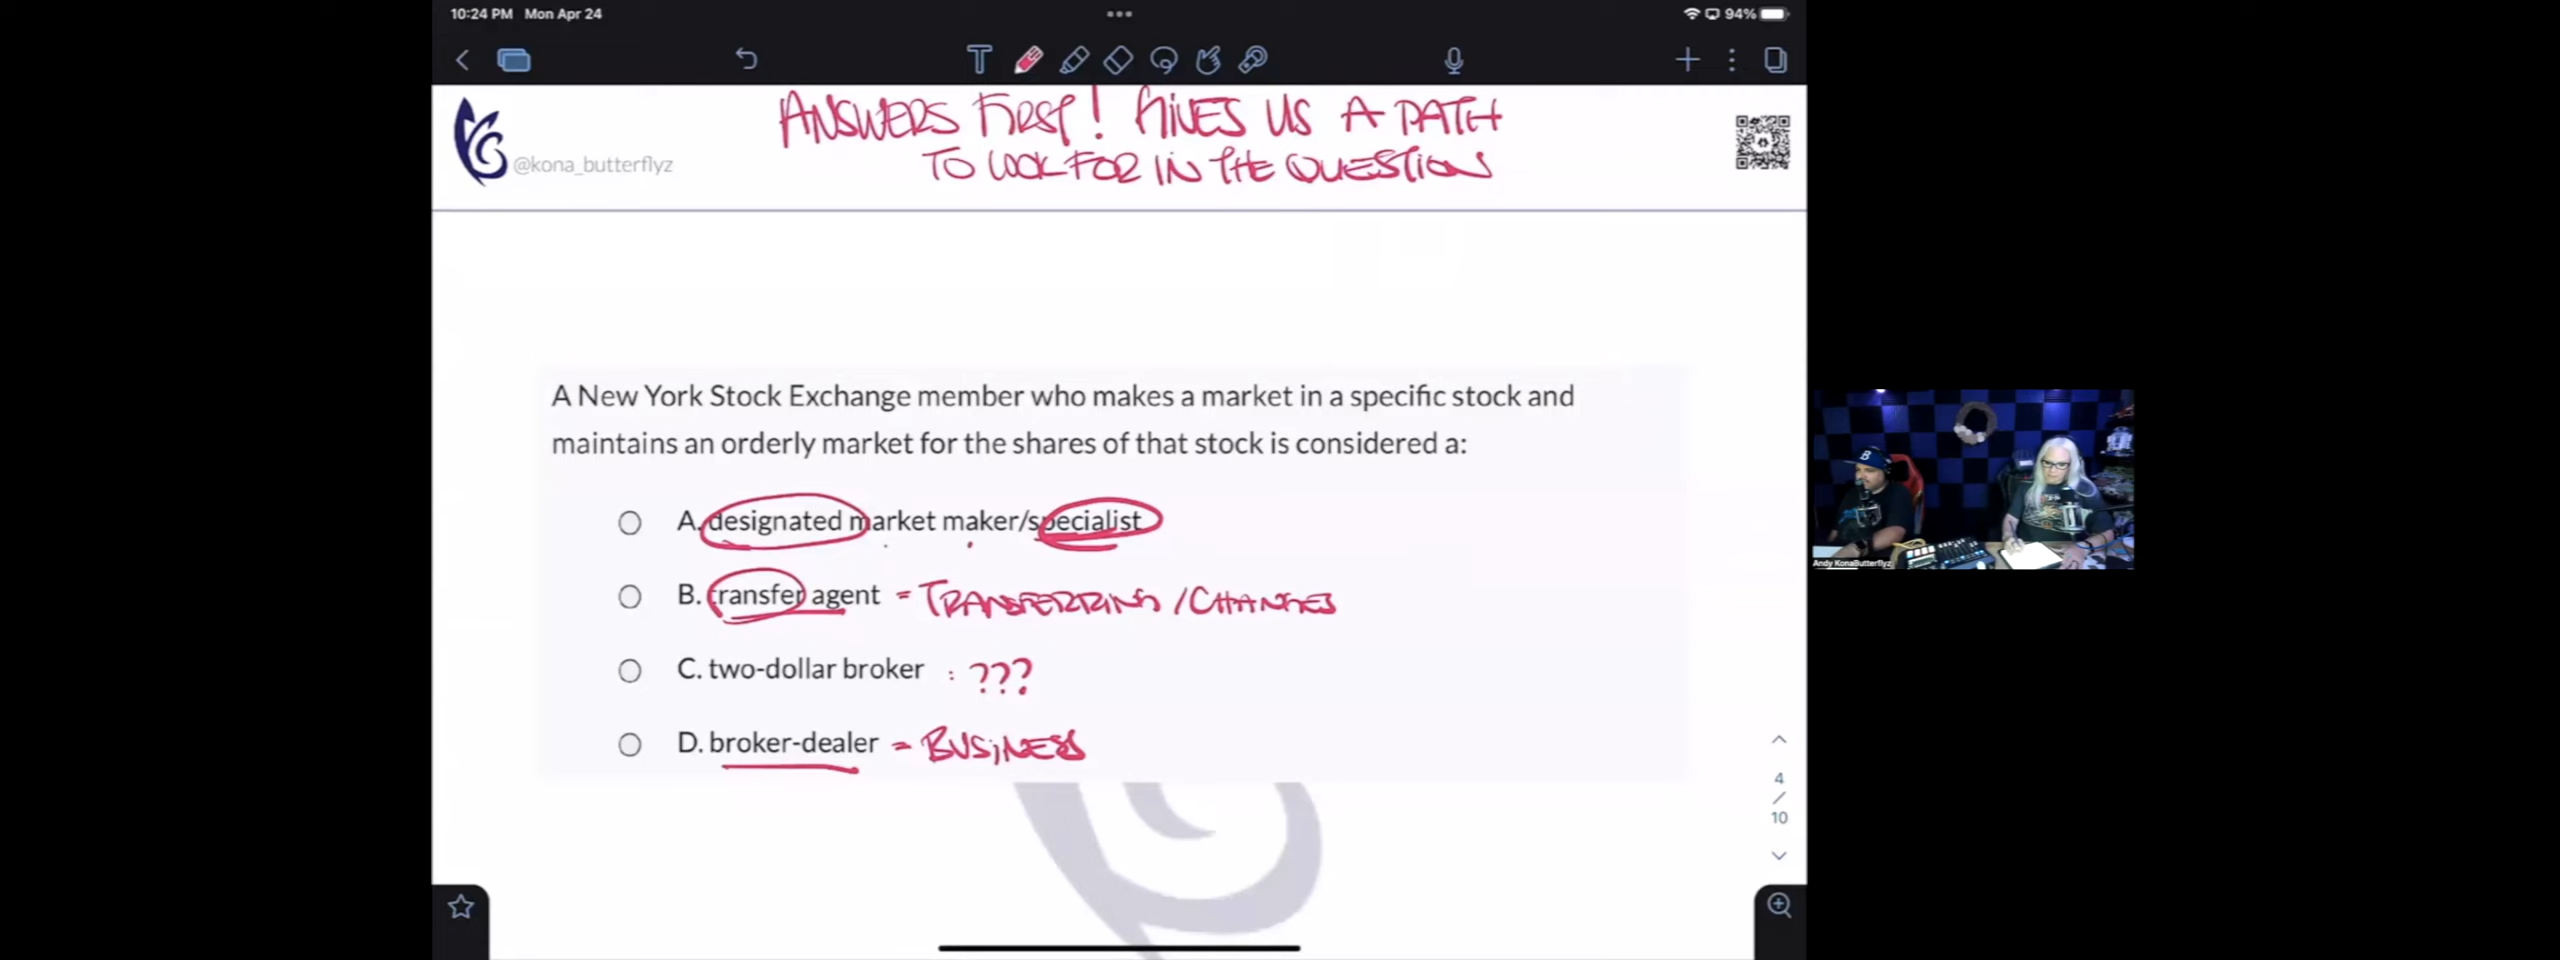 10:24 PM Mon Apr 24
94%
T
ANSWERS FIRST! GIVES US A PATH
TO LOOK FOR IN THE QUESTION
@kona_butterflyz
A New York Stock Exchange member who makes a market in a specific stock and
maintains an orderly market for the shares of that stock is considered a:
A. designated market maker/specialist
B. transfer agent = TRANSFERRING / CHANGES
C. two-dollar broker : ???
D. broker-dealer = BUSINESS
4
/
10
B
Andy KonaButterflyz